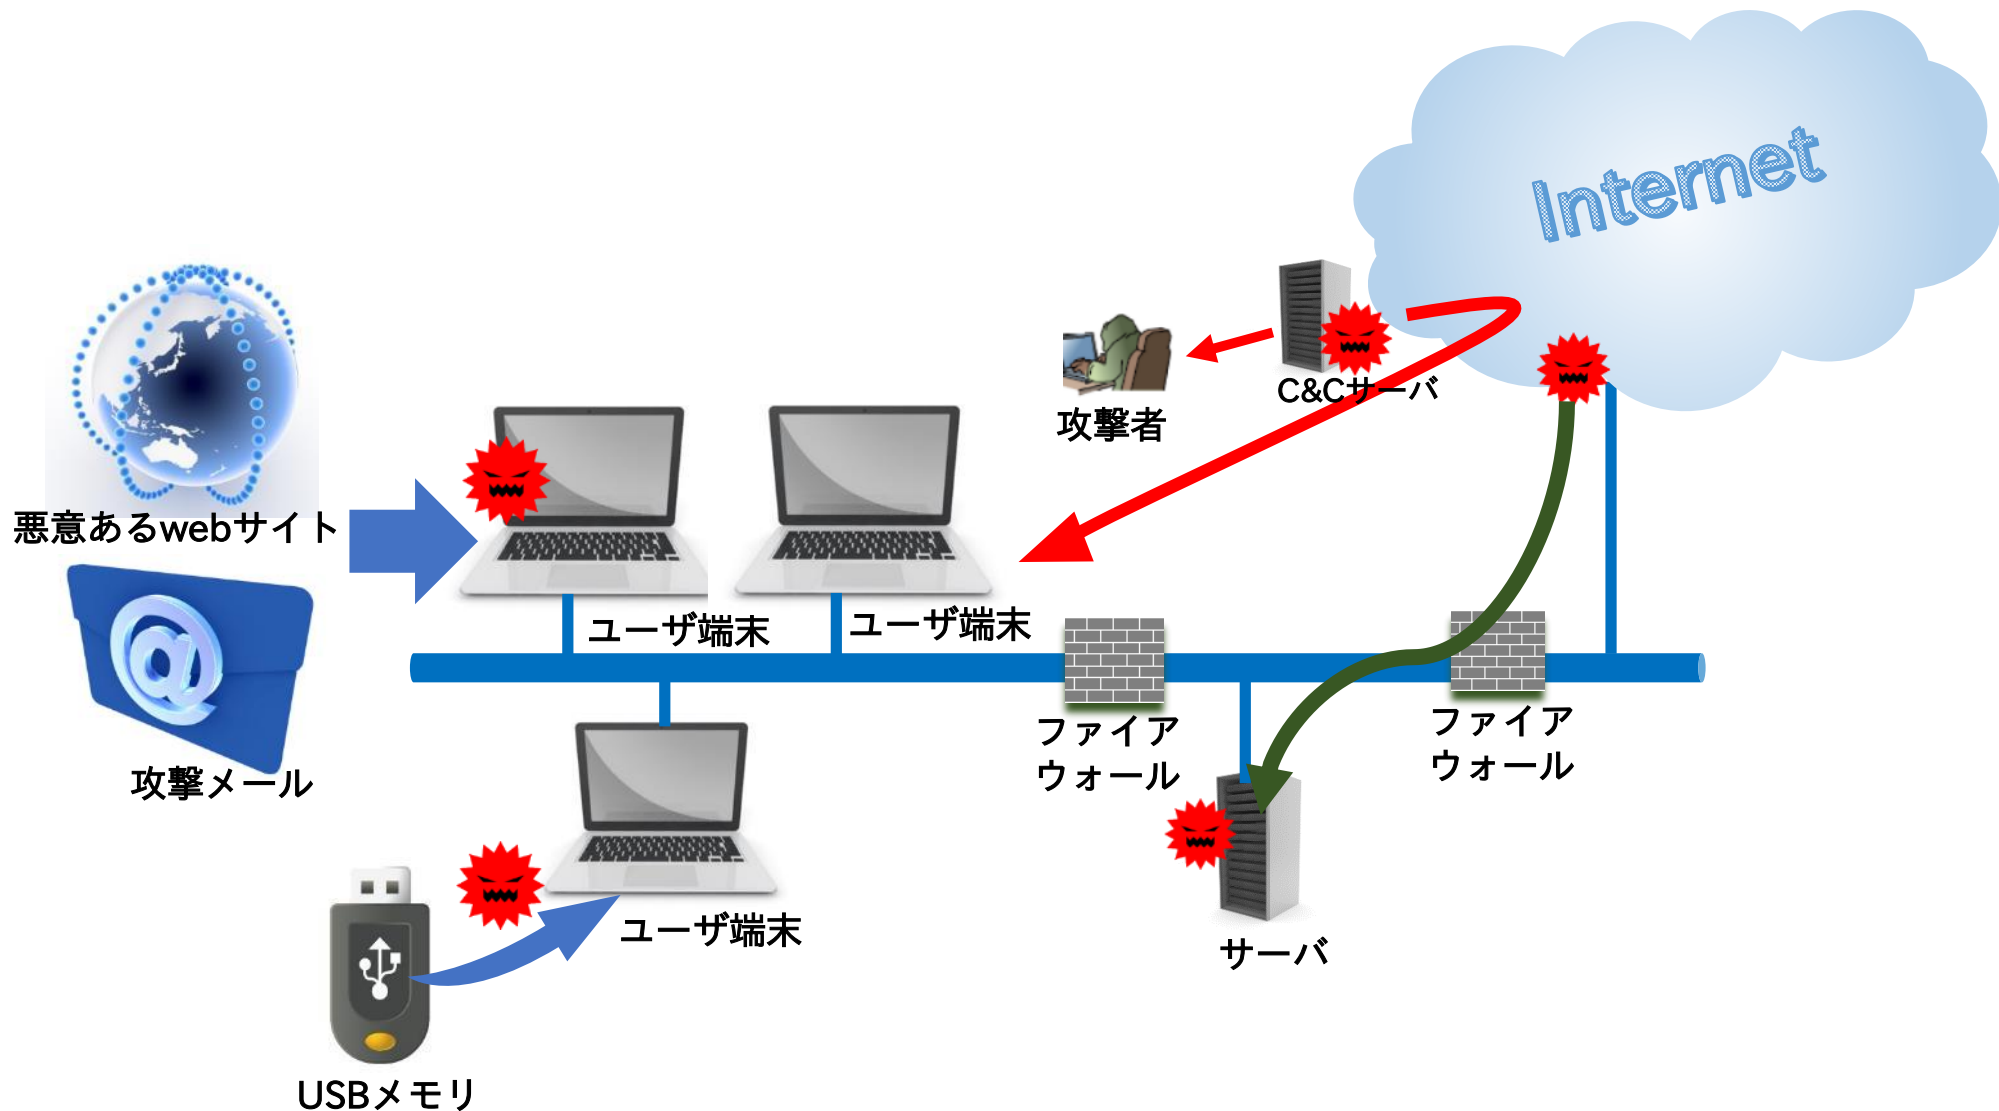 Internet
C&Cサーバ
攻撃者
悪意あるwebサイト
ユーザ端末
ユーザ端末
ファイア
ウォール
ファイア
ウォール
攻撃メール
ユーザ端末
サーバ
USBメモリ